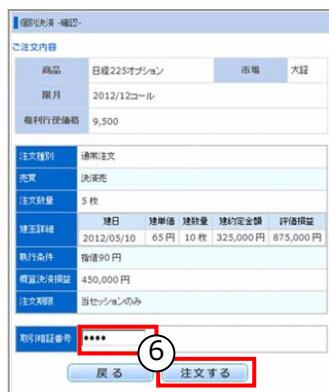 個別決済 -確認-
ご注文内容
商品 日経225オプション 市場 大証
限月 2012/12コール
権利行使価格 9,500
注文種別 通常注文
売買 決済売
注文数量 5 枚
建玉詳細 建日 建単価 建数量 建約定金額 評価損益
2012/05/10 65 円 10 枚 325,000 円 875,000 円
執行条件 指値90 円
概算決済損益 450,000 円
注文期限 当セッションのみ
取引暗証番号 ••••
⑥
戻 る 注文する